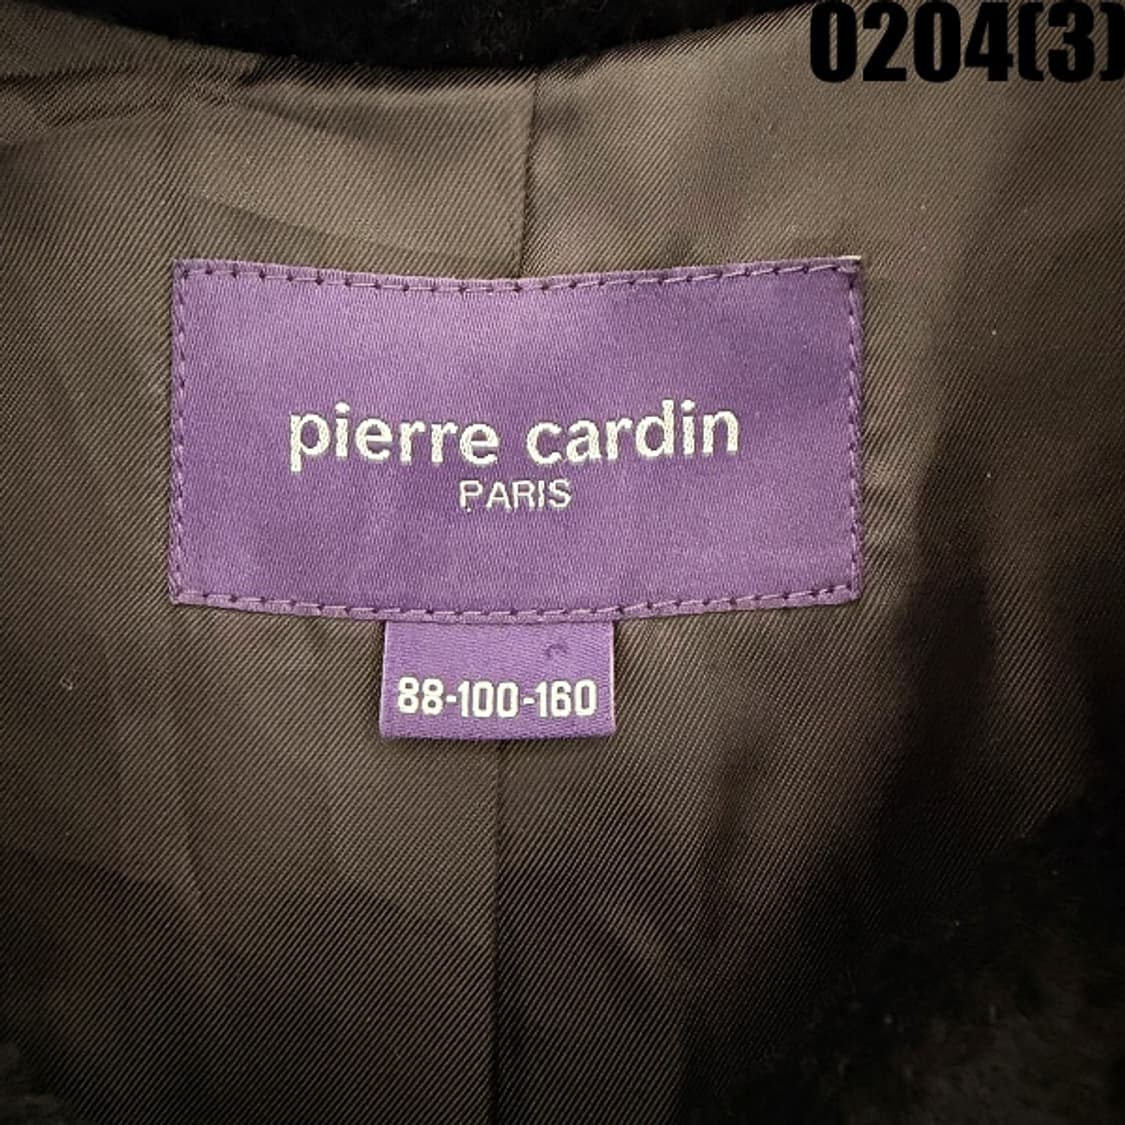 0204(3)
pierre cardin
PARIS
88-100-160